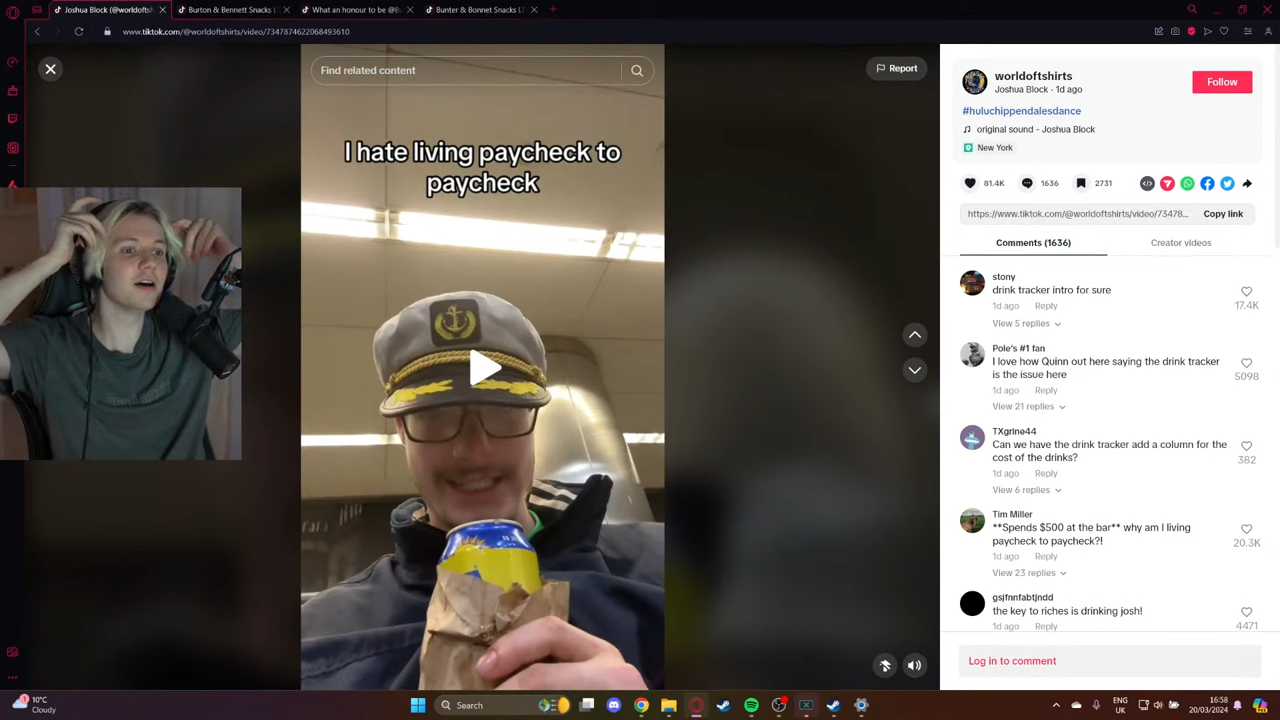 Joshua Block (@worldofts
Burton & Bennett Snacks L
What an honour to be @B
Bunter & Bonnet Snacks LT
www.tiktok.com/@worldoftshirts/video/7347874622068493610
Find related content
Report
I hate living paycheck to
paycheck
worldoftshirts
Joshua Block · 1d ago
Follow
#huluchippendalesdance
original sound - Joshua Block
New York
81.4K
1636
2731
https://www.tiktok.com/@worldoftshirts/video/73478...
Copy link
Comments (1636)
Creator videos
stony
drink tracker intro for sure
1d ago
Reply
17.4K
View 5 replies
Pole's #1 fan
I love how Quinn out here saying the drink tracker
is the issue here
5098
1d ago
Reply
View 21 replies
TXgrine44
Can we have the drink tracker add a column for the
cost of the drinks?
382
1d ago
Reply
View 6 replies
Tim Miller
**Spends $500 at the bar** why am I living
paycheck to paycheck?!
20.3K
1d ago
Reply
View 23 replies
gsjfnnfabtjndd
the key to riches is drinking josh!
4471
1d ago
Reply
Log in to comment
1
10°C
Cloudy
Search
ENG
UK
16:58
20/03/2024